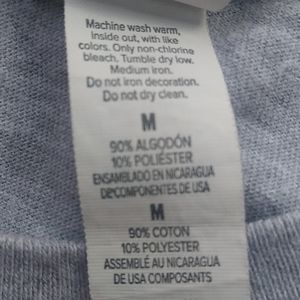 Machine wash warm,
inside out, with like
colors. Only non-chlorine
bleach. Tumble dry low.
Medium iron.
Do not iron decoration.
Do not dry clean.
M
90% ALGODÓN
10% POLIÉSTER
ENSAMBLADO EN NICARAGUA
DE COMPONENTES DE USA
M
90% COTON
10% POLYESTER
ASSEMBLÉ AU NICARAGUA
DE USA COMPOSANTS